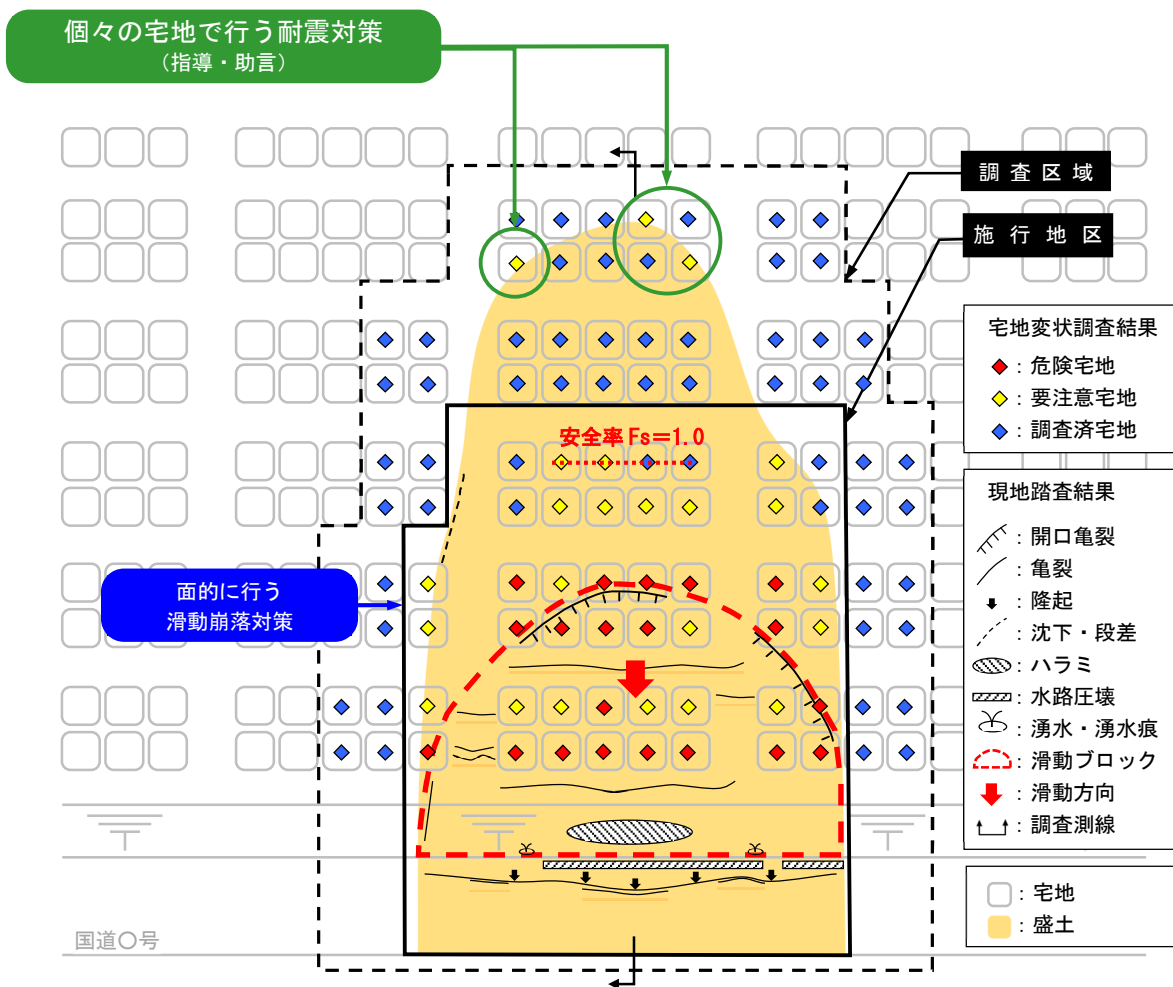 個々の宅地で行う耐震対策
(指導・助言)
調査区域
施行地区
宅地変状調査結果
：危険宅地
：要注意宅地
：調査済宅地
安全率Fs＝1.0
現地踏査結果
：開口亀裂
：亀裂
：隆起
：沈下・段差
：ハラミ
：水路圧壊
：湧水・湧水痕
：滑動ブロック
：滑動方向
：調査測線
面的に行う
滑動崩落対策
：宅地
：盛土
国道〇号